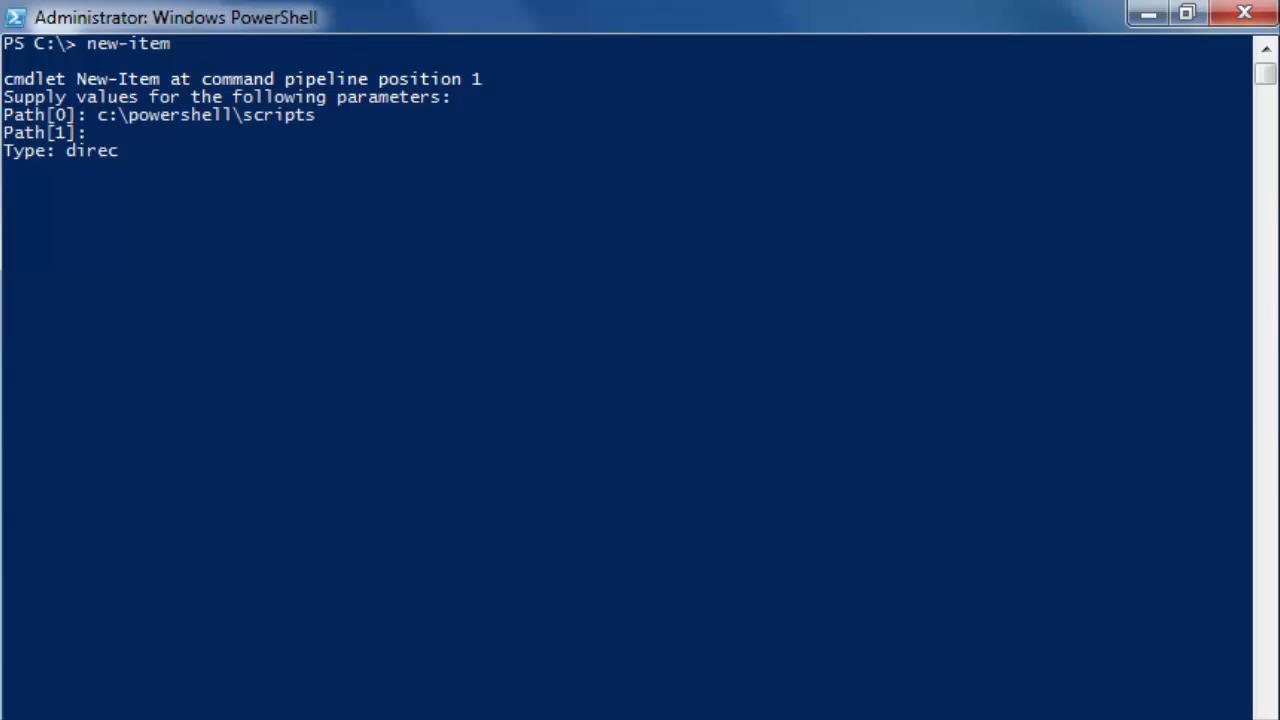 Administrator: Windows PowerShell
PS C:\> new-item
cmdlet New-Item at command pipeline position 1
Supply values for the following parameters:
Path[0]: c:\powershell\scripts
Path[1]:
Type: direc